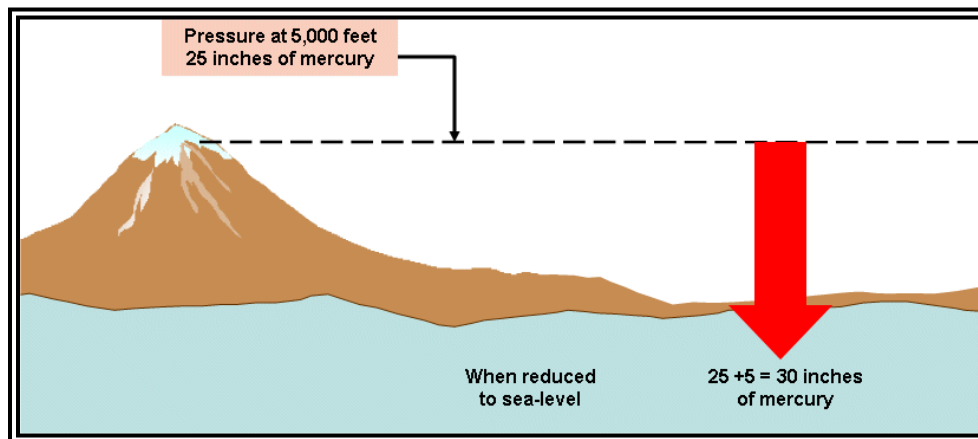 Pressure at 5,000 feet
25 inches of mercury
When reduced
to sea-level
25 +5 = 30 inches
of mercury